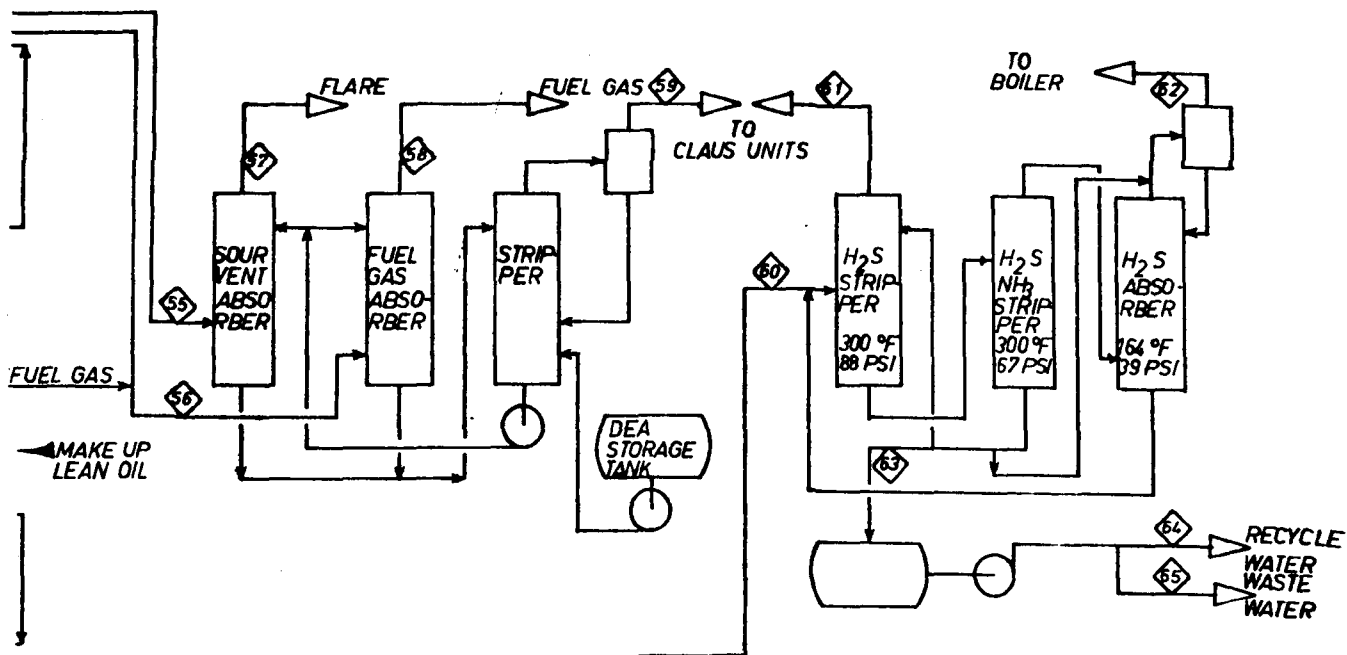 FLARE
FUEL GAS
59
TO
CLAUS UNITS
61
TO
BOILER
62
57
58
SOUR
VENT
ABSO-
RBER
FUEL
GAS
ABSO-
RBER
STRIP-
PER
H2S
STRIP-
PER
300 °F
88 PSI
H2S
NH3
STRIP-
PER
300 °F
67 PSI
H2S
ABSO-
RBER
164 °F
39 PSI
55
60
FUEL GAS
56
MAKE UP
LEAN OIL
DEA
STORAGE
TANK
63
64
RECYCLE
WATER
65
WASTE
WATER